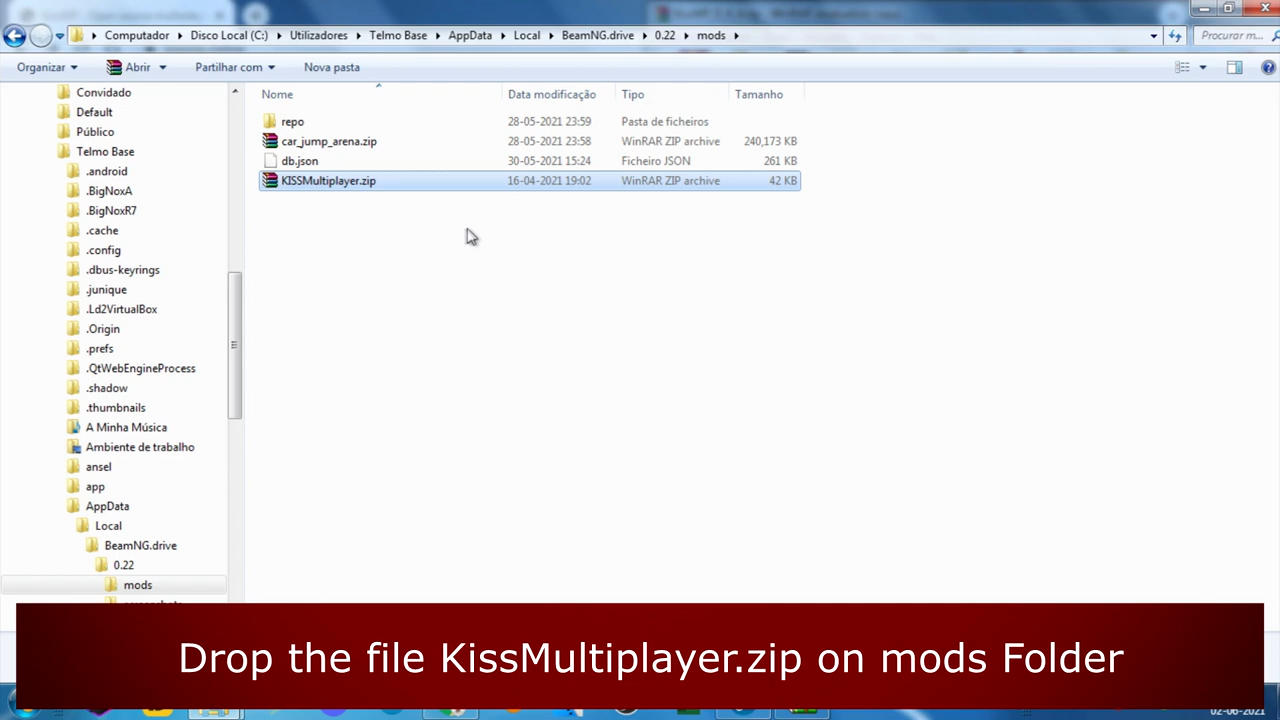 Computador Disco Local (C:) Utilizadores Telmo Base AppData Local BeamNG.drive 0.22 mods Procurar m...
Organizar Abrir Partilhar com Nova pasta
Nome Data modificação Tipo Tamanho
repo 28-05-2021 23:59 Pasta de ficheiros
car_jump_arena.zip 28-05-2021 23:58 WinRAR ZIP archive 240,173 KB
db.json 30-05-2021 15:24 Ficheiro JSON 261 KB
KISSMultiplayer.zip 16-04-2021 19:02 WinRAR ZIP archive 42 KB
Convidado
Default
Público
Telmo Base
.android
.BigNoxA
.BigNoxR7
.cache
.config
.dbus-keyrings
.junique
.Ld2VirtualBox
.Origin
.prefs
.QtWebEngineProcess
.shadow
.thumbnails
A Minha Música
Ambiente de trabalho
ansel
app
AppData
Local
BeamNG.drive
0.22
mods
Drop the file KissMultiplayer.zip on mods Folder
02-06-2021